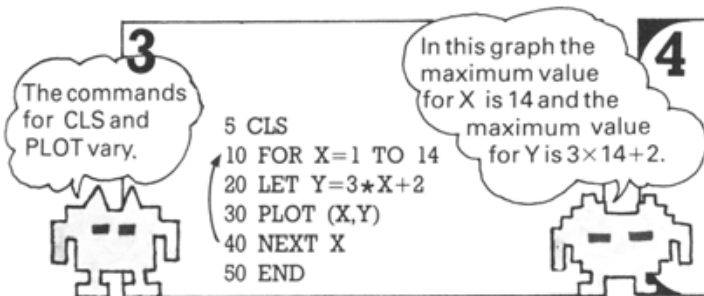 3
The commands
for CLS and
PLOT vary.
5 CLS
10 FOR X=1 TO 14
20 LET Y=3*X+2
30 PLOT (X,Y)
40 NEXT X
50 END
4
In this graph the
maximum value
for X is 14 and the
maximum value
for Y is 3×14+2.